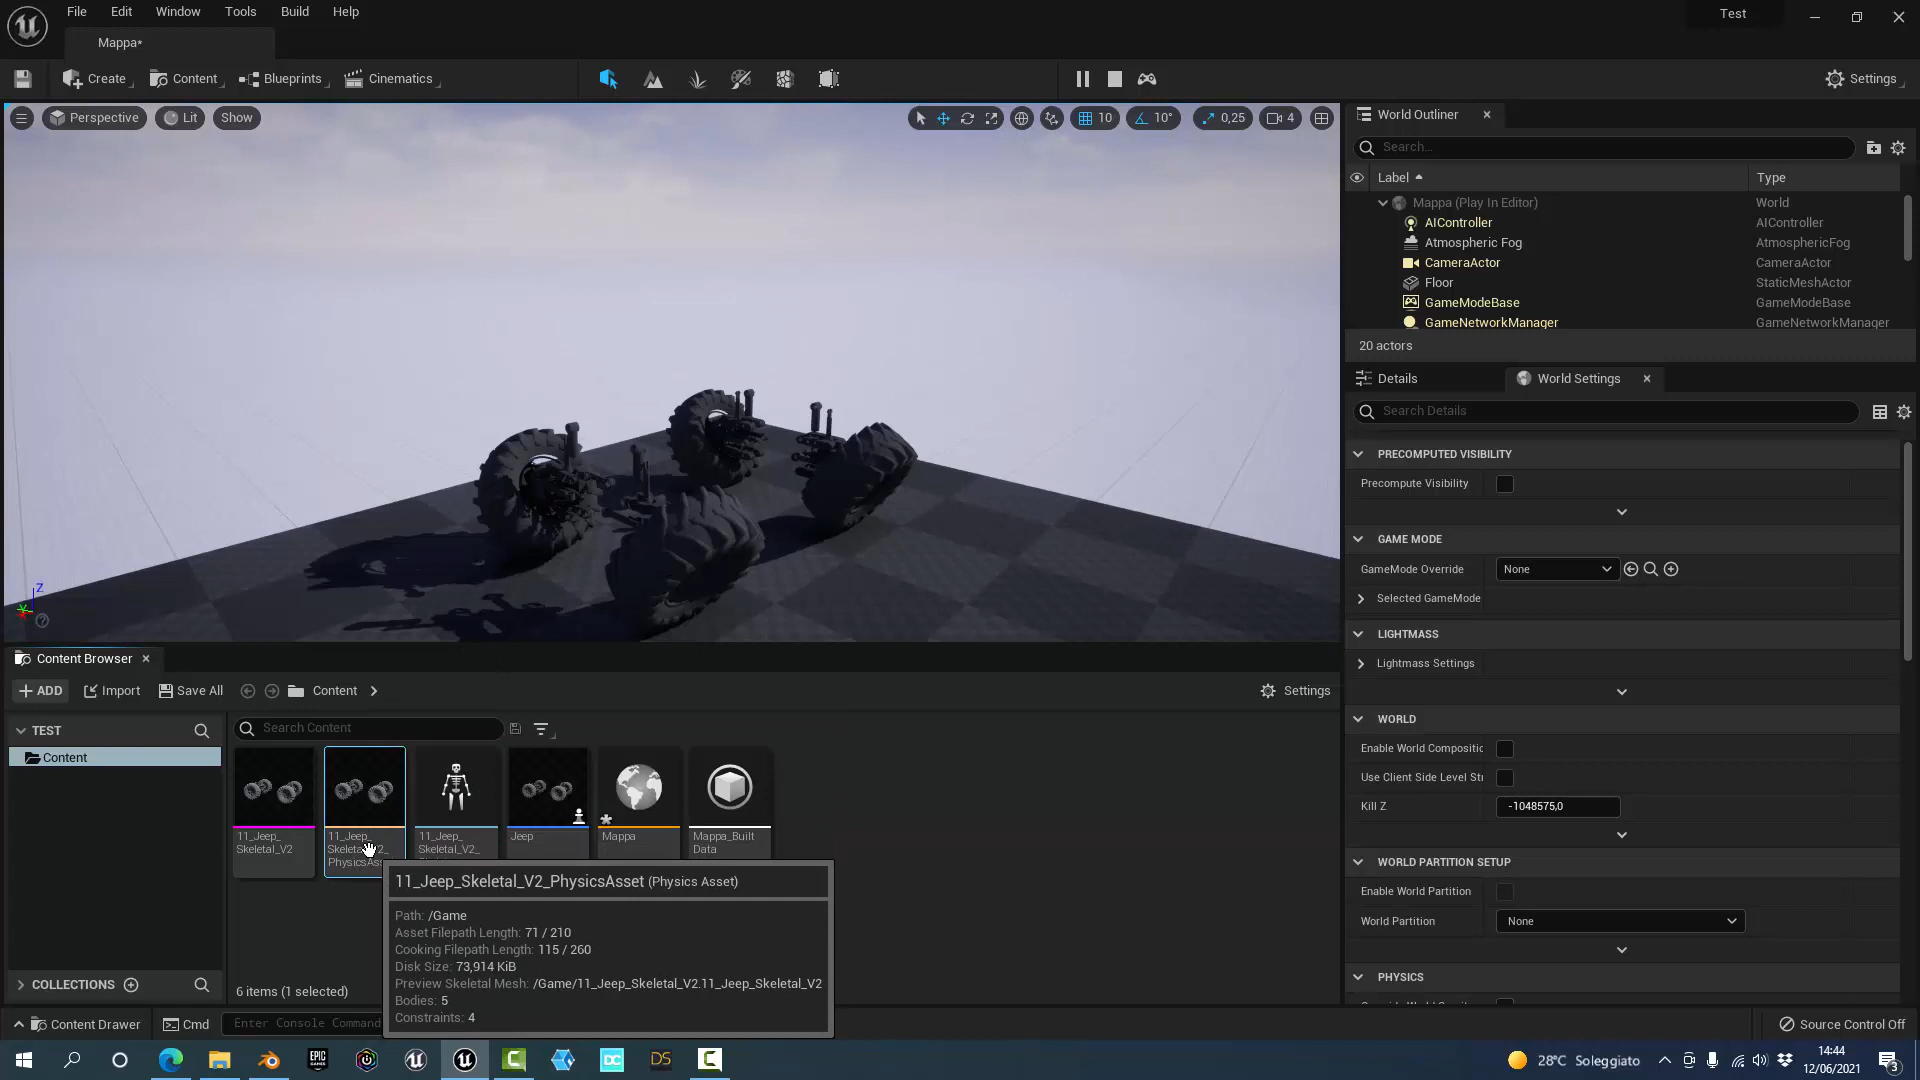 File Edit Window Tools Build Help
Test
Mappa*
Create Content Blueprints Cinematics
Settings
Perspective Lit Show
10 10° 0,25 4
World Outliner
Search...
Label Type
Mappa (Play In Editor) World
AIController AIController
Atmospheric Fog AtmosphericFog
CameraActor CameraActor
Floor StaticMeshActor
GameModeBase GameModeBase
GameNetworkManager GameNetworkManager
20 actors
Details World Settings
Search Details
PRECOMPUTED VISIBILITY
Precompute Visibility
GAME MODE
GameMode Override None
Selected GameMode
LIGHTMASS
Lightmass Settings
WORLD
Enable World Compositic
Use Client Side Level Str
Kill Z -1048575,0
WORLD PARTITION SETUP
Enable World Partition
World Partition None
PHYSICS
Z
Content Browser
ADD Import Save All Content
Settings
TEST
Content
Search Content
11_Jeep_
Skeletal_V2
11_Jeep_
PhysicsAss
11_Jeep_
Skeletal_V2_
Jeep
Mappa
Mappa_Built
Data
11_Jeep_Skeletal_V2_PhysicsAsset (Physics Asset)
Path: /Game
Asset Filepath Length: 71 / 210
Cooking Filepath Length: 115 / 260
Disk Size: 73,914 KiB
Preview Skeletal Mesh: /Game/11_Jeep_Skeletal_V2.11_Jeep_Skeletal_V2
Bodies: 5
Constraints: 4
COLLECTIONS
6 items (1 selected)
Content Drawer Cmd Enter Console Command
Source Control Off
EPIC
GAMES
DC
DS
28°C Soleggiato
14:44
12/06/2021
3